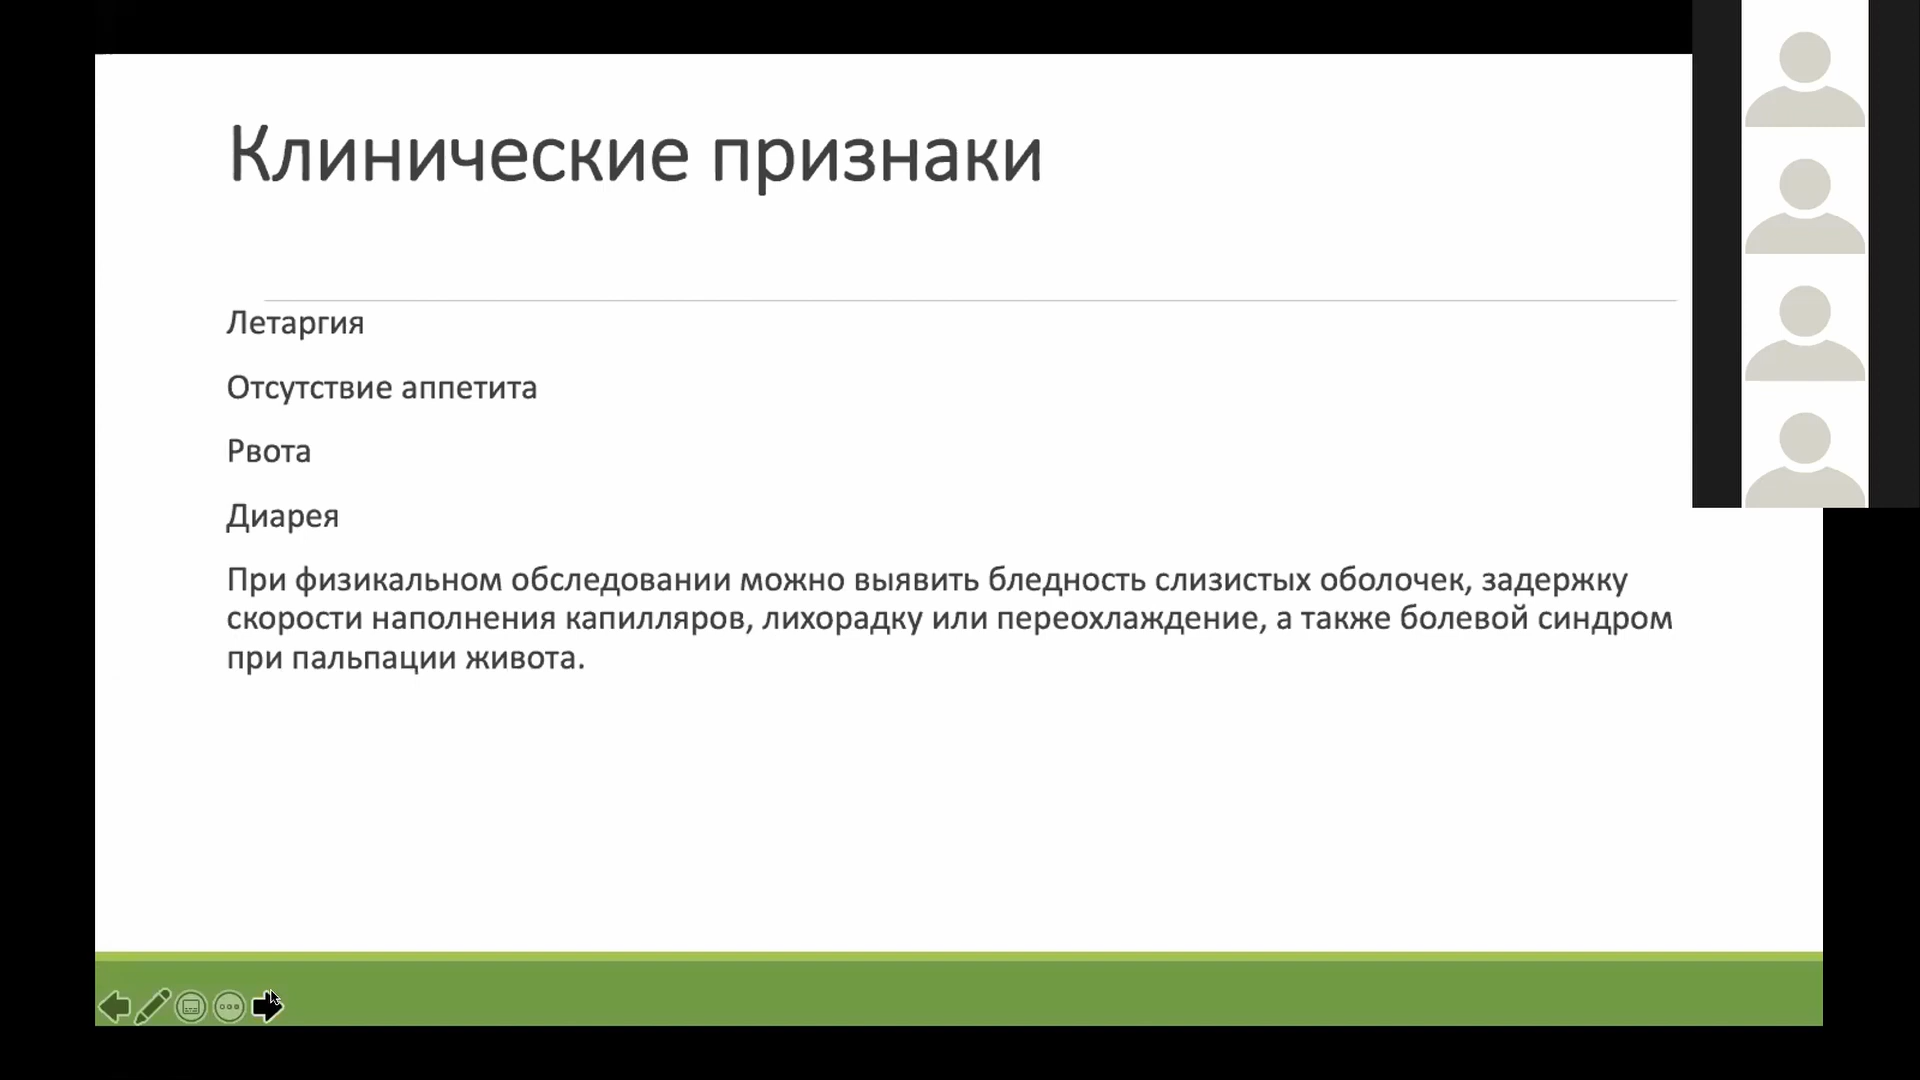 Клинические признаки
Летаргия
Отсутствие аппетита
Рвота
Диарея
При физикальном обследовании можно выявить бледность слизистых оболочек, задержку
скорости наполнения капилляров, лихорадку или переохлаждение, а также болевой синдром
при пальпации живота.